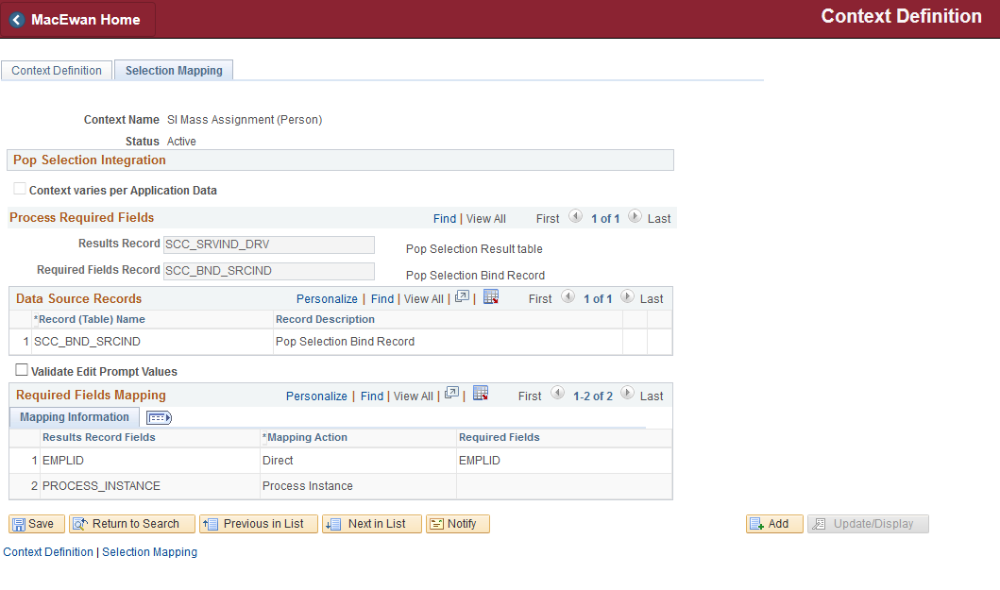 MacEwan Home
Context Definition
Context Definition Selection Mapping
Context Name SI Mass Assignment (Person)
Status Active
Pop Selection Integration
Context varies per Application Data
Process Required Fields Find | View All First 1 of 1 Last
Results Record SCC_SRVIND_DRV Pop Selection Result table
Required Fields Record SCC_BND_SRCIND Pop Selection Bind Record
Data Source Records Personalize | Find | View All | | First 1 of 1 Last
*Record (Table) Name Record Description
1 SCC_BND_SRCIND Pop Selection Bind Record
Validate Edit Prompt Values
Required Fields Mapping Personalize | Find | View All | | First 1-2 of 2 Last
Mapping Information
Results Record Fields *Mapping Action Required Fields
1 EMPLID Direct EMPLID
2 PROCESS_INSTANCE Process Instance
Save Return to Search Previous in List Next in List Notify Add Update/Display
Context Definition | Selection Mapping